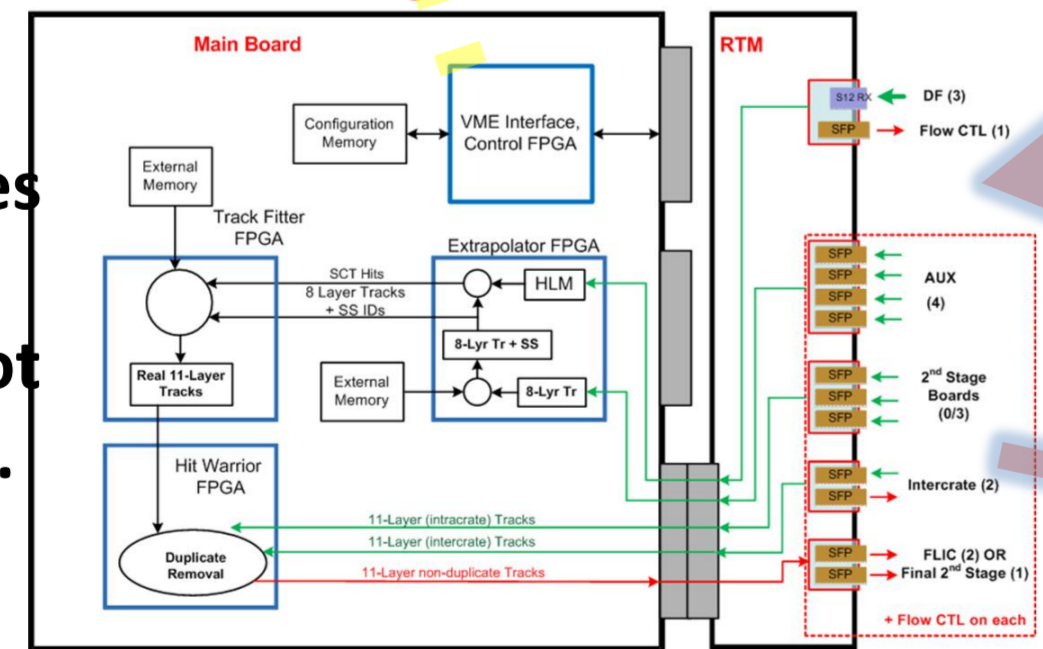 Main Board
RTM
S12 RX
DF (3)
SFP
Flow CTL (1)
Configuration
Memory
VME Interface,
Control FPGA
External
Memory
es
Track Fitter
FPGA
Extrapolator FPGA
SCT Hits
8 Layer Tracks
+ SS IDs
HLM
8-Lyr Tr + SS
8-Lyr Tr
External
Memory
Real 11-Layer
Tracks
ot
.
Hit Warrior
FPGA
Duplicate
Removal
11-Layer (intracrate) Tracks
11-Layer (intercrate) Tracks
11-Layer non-duplicate Tracks
SFP
SFP
SFP
SFP
AUX
(4)
SFP
SFP
SFP
2nd Stage
Boards
(0/3)
SFP
SFP
Intercrate (2)
SFP
SFP
FLIC (2) OR
Final 2nd Stage (1)
+ Flow CTL on each